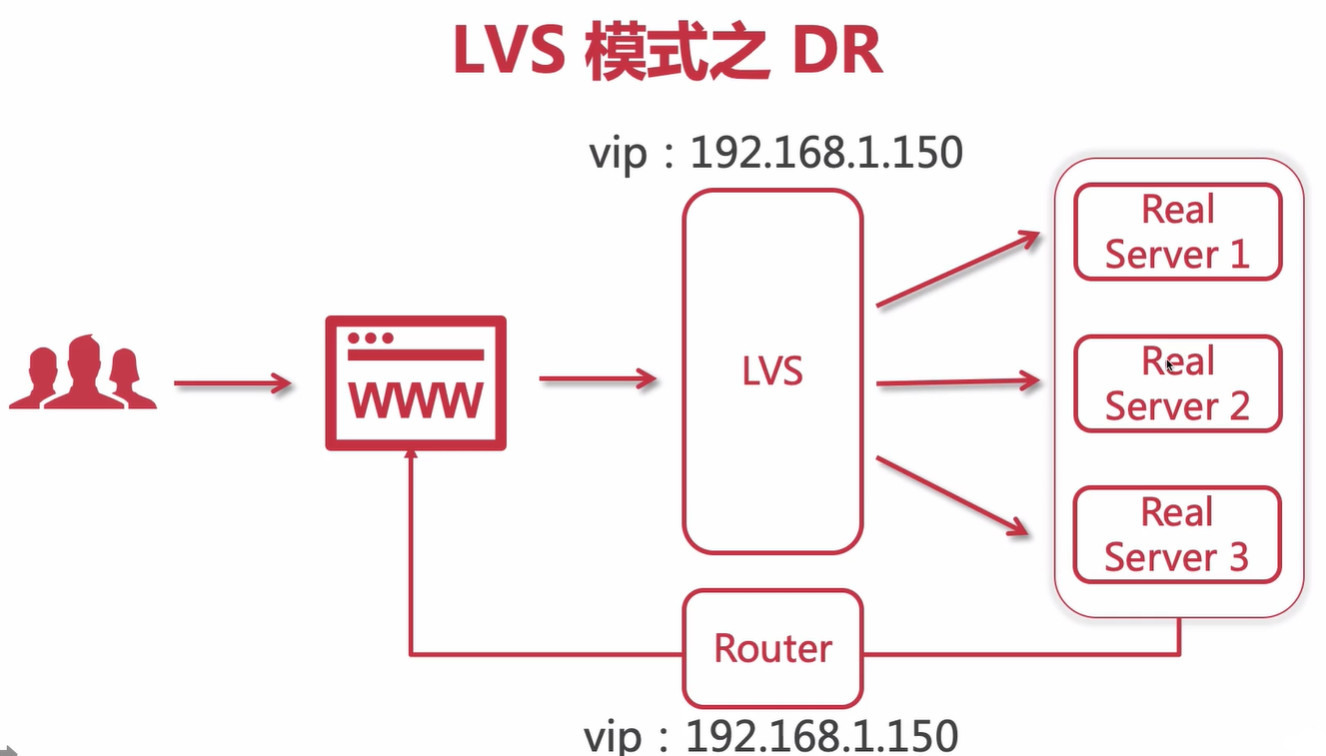 LVS 模式之 DR
vip：192.168.1.150
Real
Server 1
WWW
LVS
Real
Server 2
Real
Server 3
Router
vip：192.168.1.150